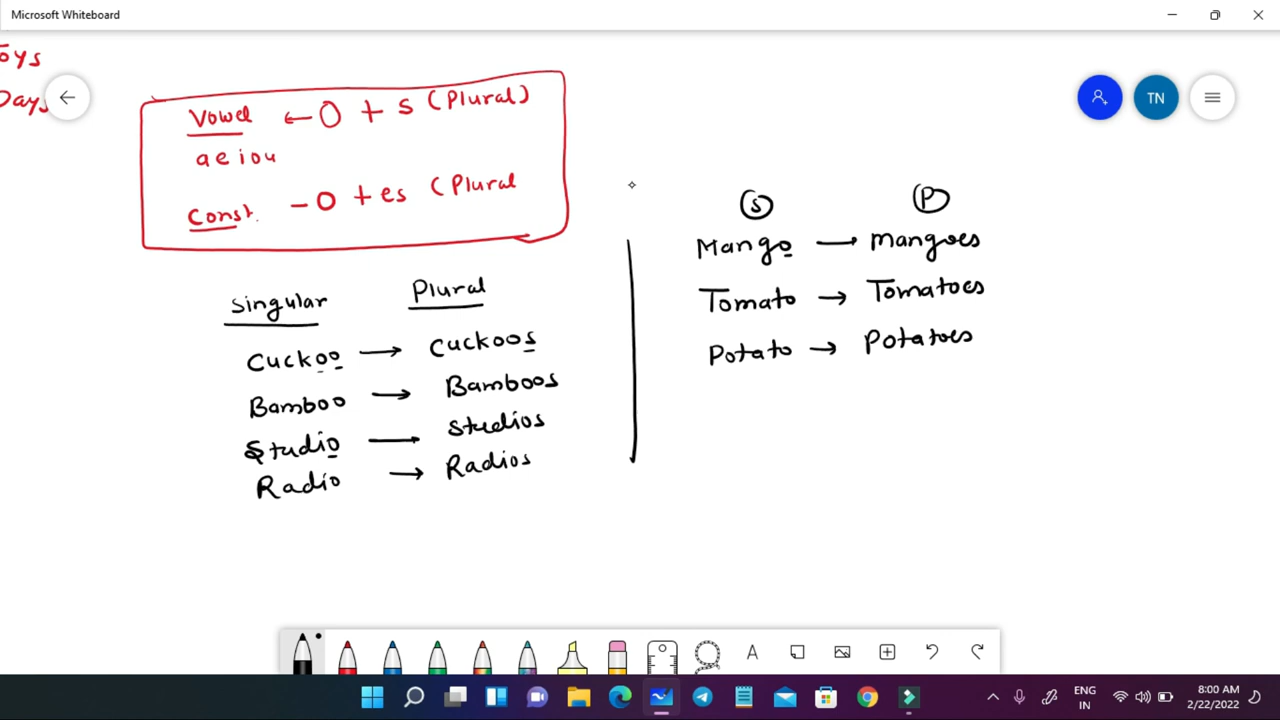 Microsoft Whiteboard
Toys
Days
Vowel ← O + s (Plural)
a e i o u
Const. - O + es (Plural
TN
Singular Plural
Cuckoo → Cuckoos
Bamboo → Bamboos
Studio → Studios
Radio → Radios
S P
Mango → mangoes
Tomato → Tomatoes
Potato → Potatoes
A
ENG
IN
8:00 AM
2/22/2022